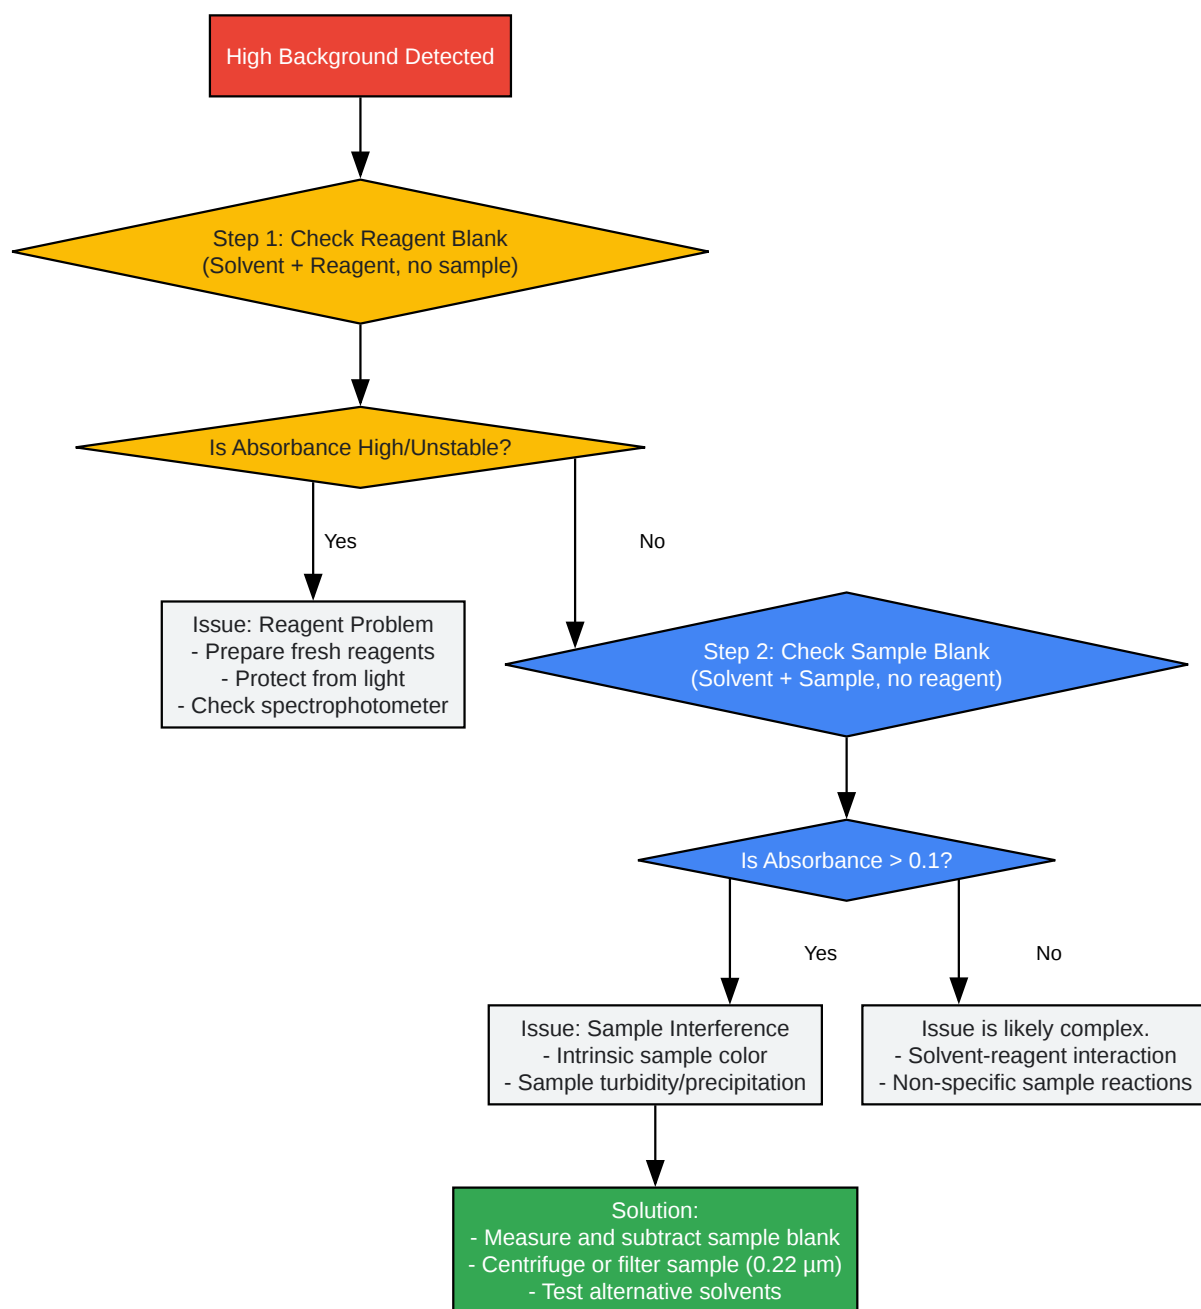 High Background Detected
Step 1: Check Reagent Blank
(Solvent + Reagent, no sample)
Is Absorbance High/Unstable?
Yes
No
Issue: Reagent Problem
- Prepare fresh reagents
- Protect from light
- Check spectrophotometer
Step 2: Check Sample Blank
(Solvent + Sample, no reagent)
Is Absorbance > 0.1?
Yes
No
Issue: Sample Interference
- Intrinsic sample color
- Sample turbidity/precipitation
Issue is likely complex.
- Solvent-reagent interaction
- Non-specific sample reactions
Solution:
- Measure and subtract sample blank
- Centrifuge or filter sample (0.22 µm)
- Test alternative solvents